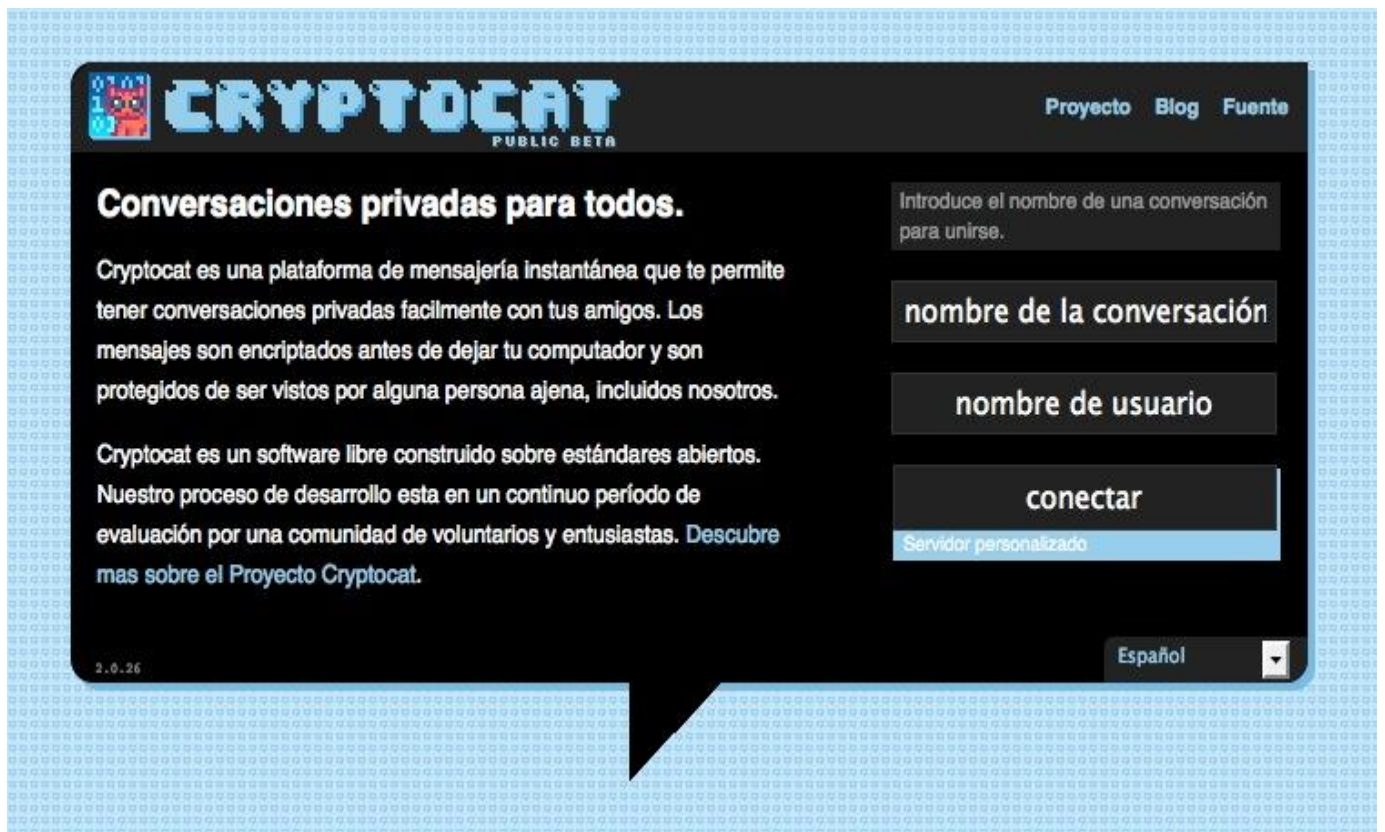 CRYPTOCAT
PUBLIC BETA
Proyecto Blog Fuente
Conversaciones privadas para todos.
Cryptocat es una plataforma de mensajería instantánea que te permite
tener conversaciones privadas facilmente con tus amigos. Los
mensajes son encriptados antes de dejar tu computador y son
protegidos de ser vistos por alguna persona ajena, incluidos nosotros.
Cryptocat es un software libre construido sobre estándares abiertos.
Nuestro proceso de desarrollo esta en un continuo período de
evaluación por una comunidad de voluntarios y entusiastas. Descubre
mas sobre el Proyecto Cryptocat.
Introduce el nombre de una conversación
para unirse.
nombre de la conversación
nombre de usuario
conectar
Servidor personalizado
2.0.26
Español